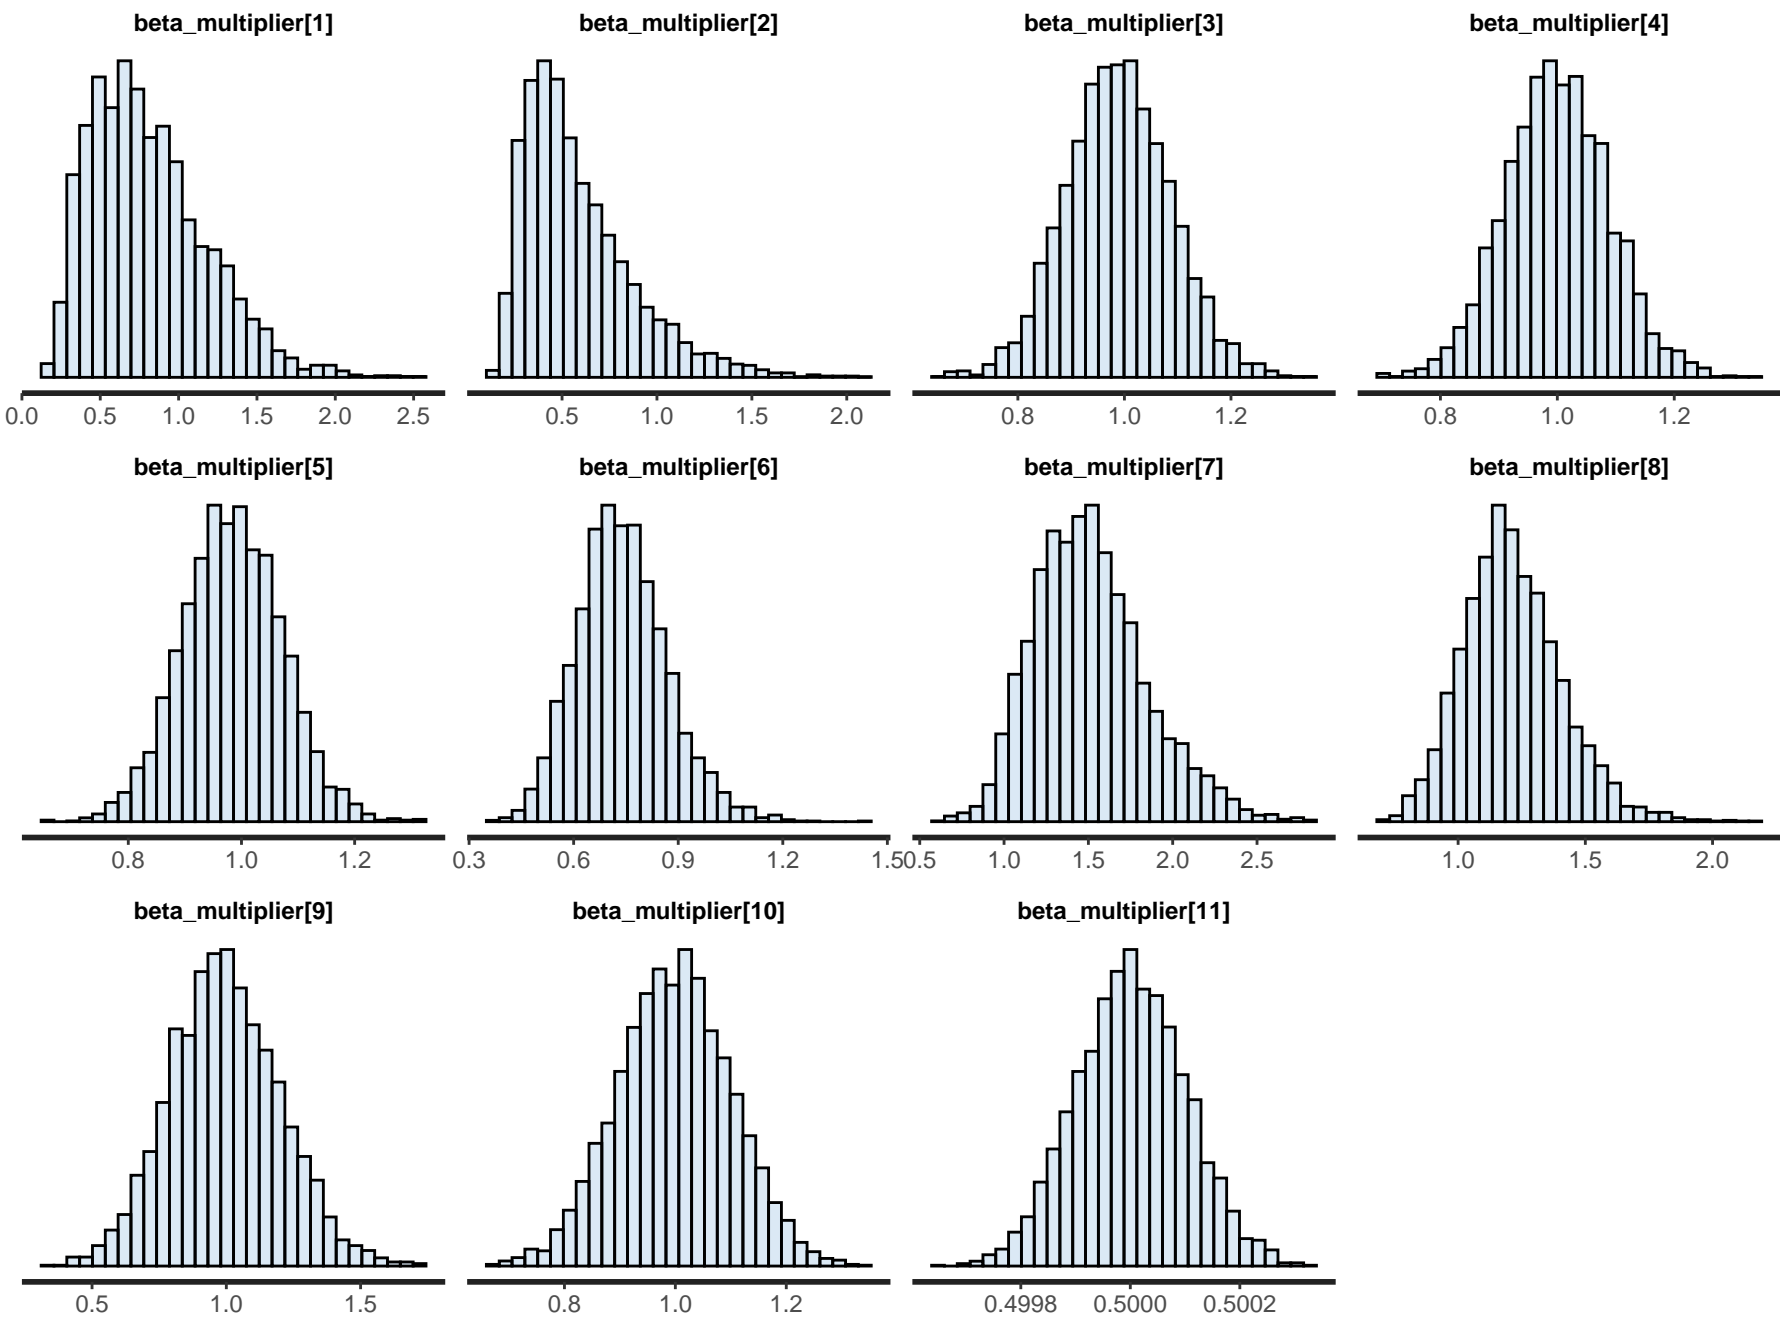 beta_multiplier[1] beta_multiplier[2] beta_multiplier[3] beta_multiplier[4]
0.0 0.5 1.0 1.5 2.0 2.5 0.5 1.0 1.5 2.0 0.8 1.0 1.2 0.8 1.0 1.2
beta_multiplier[5] beta_multiplier[6] beta_multiplier[7] beta_multiplier[8]
0.8 1.0 1.2 0.3 0.6 0.9 1.2 1.5 0.5 1.0 1.5 2.0 2.5 1.0 1.5 2.0
beta_multiplier[9] beta_multiplier[10] beta_multiplier[11]
0.5 1.0 1.5 0.8 1.0 1.2 0.4998 0.5000 0.5002